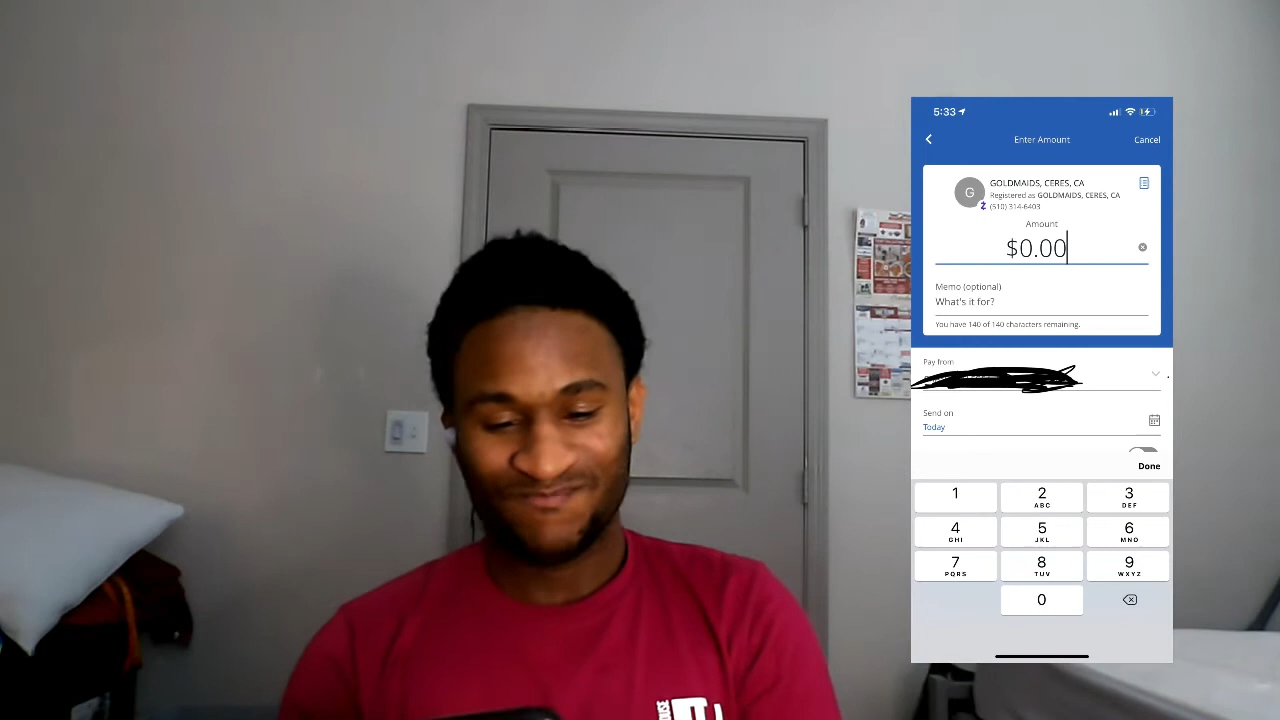 5:33
Enter Amount
Cancel
G
GOLDMAIDS, CERES, CA
Registered as GOLDMAIDS, CERES, CA
(510) 314-6403
Amount
$0.00
Memo (optional)
What's it for?
You have 140 of 140 characters remaining.
Pay from
Send on
Today
Done
1
2
ABC
3
DEF
4
GHI
5
JKL
6
MNO
7
PQRS
8
TUV
9
WXYZ
0